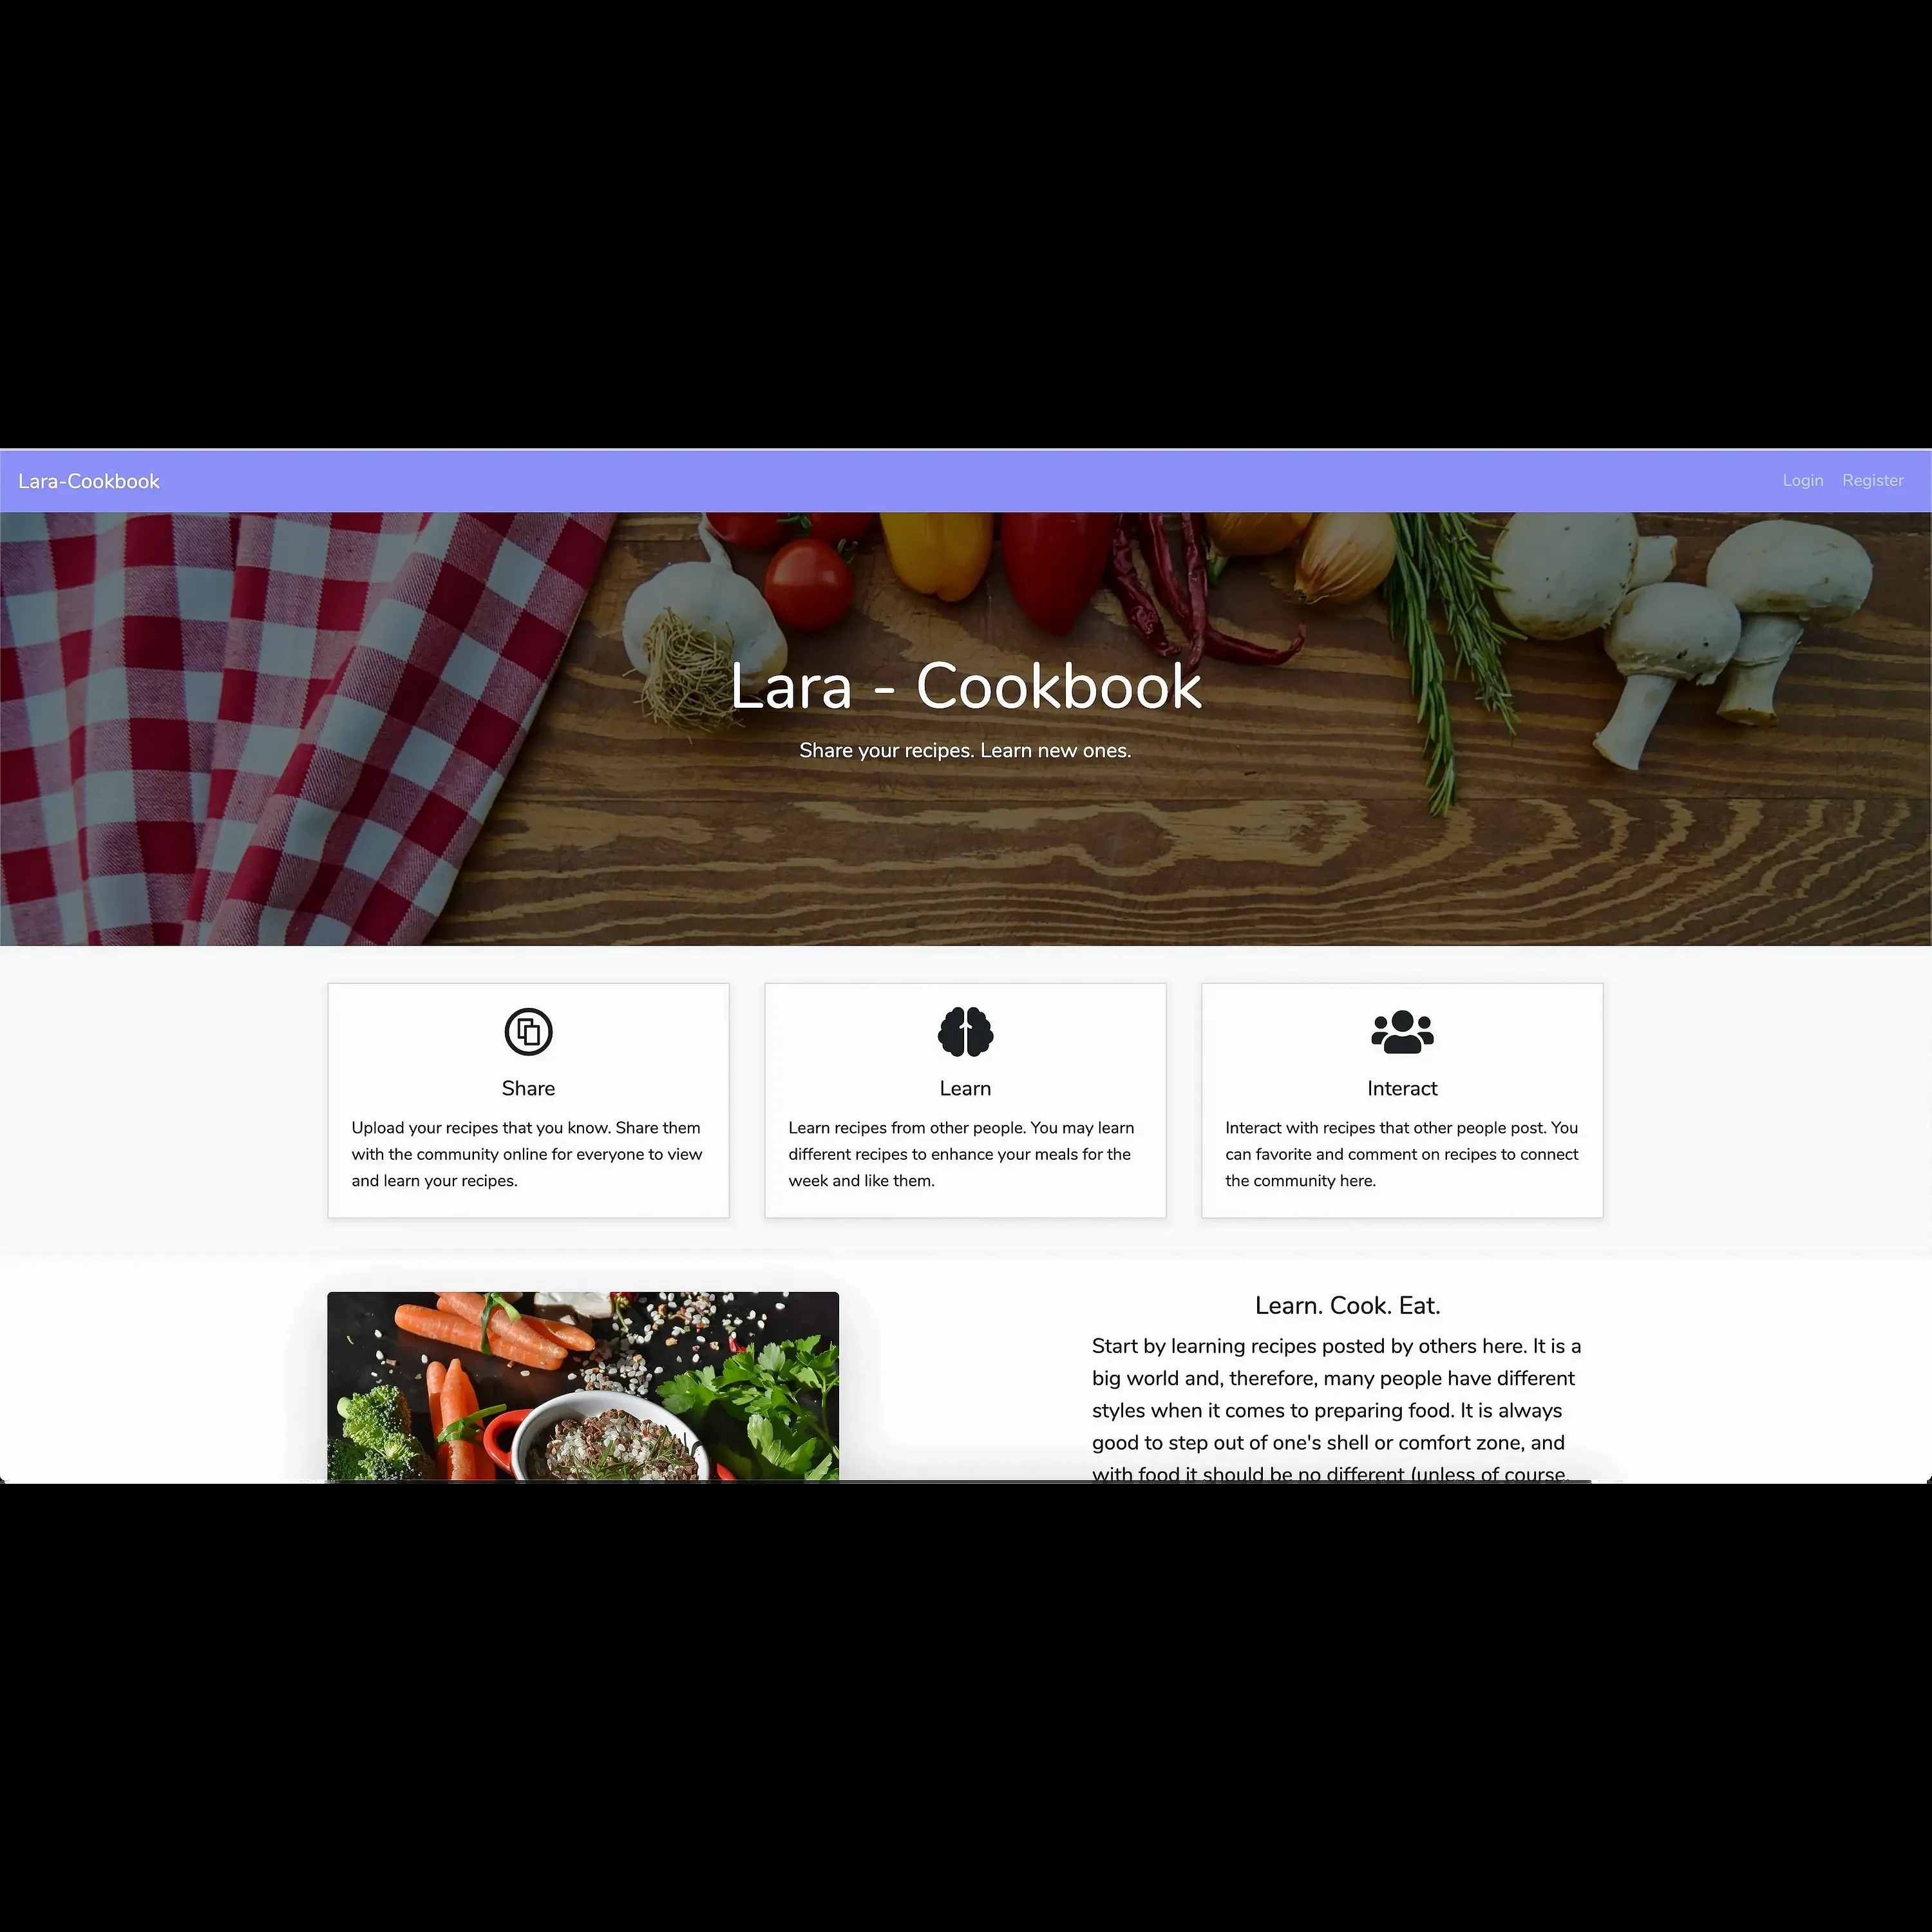 Lara-Cookbook
Login Register
Lara - Cookbook
Share your recipes. Learn new ones.
Share
Upload your recipes that you know. Share them
with the community online for everyone to view
and learn your recipes.
Learn
Learn recipes from other people. You may learn
different recipes to enhance your meals for the
week and like them.
Interact
Interact with recipes that other people post. You
can favorite and comment on recipes to connect
the community here.
Learn. Cook. Eat.
Start by learning recipes posted by others here. It is a
big world and, therefore, many people have different
styles when it comes to preparing food. It is always
good to step out of one's shell or comfort zone, and
with food it should be no different (unless of course,